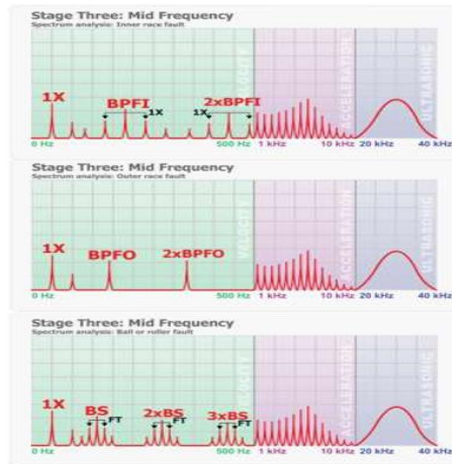 Stage Three: Mid Frequency
Spectrum analysis: Inner race fault
1X
BPFI
1X
1X
2xBPFI
VELOCITY
ACCELERATION
ULTRASONIC
0 Hz
500 Hz
1 kHz
10 kHz
20 kHz
40 kHz
Stage Three: Mid Frequency
Spectrum analysis: Outer race fault
1X
BPFO
2xBPFO
VELOCITY
ACCELERATION
ULTRASONIC
0 Hz
500 Hz
1 kHz
10 kHz
20 kHz
40 kHz
Stage Three: Mid Frequency
Spectrum analysis: Ball or roller fault
1X
BS
FT
2xBS
FT
3xBS
FT
VELOCITY
ACCELERATION
ULTRASONIC
0 Hz
500 Hz
1 kHz
10 kHz
20 kHz
40 kHz